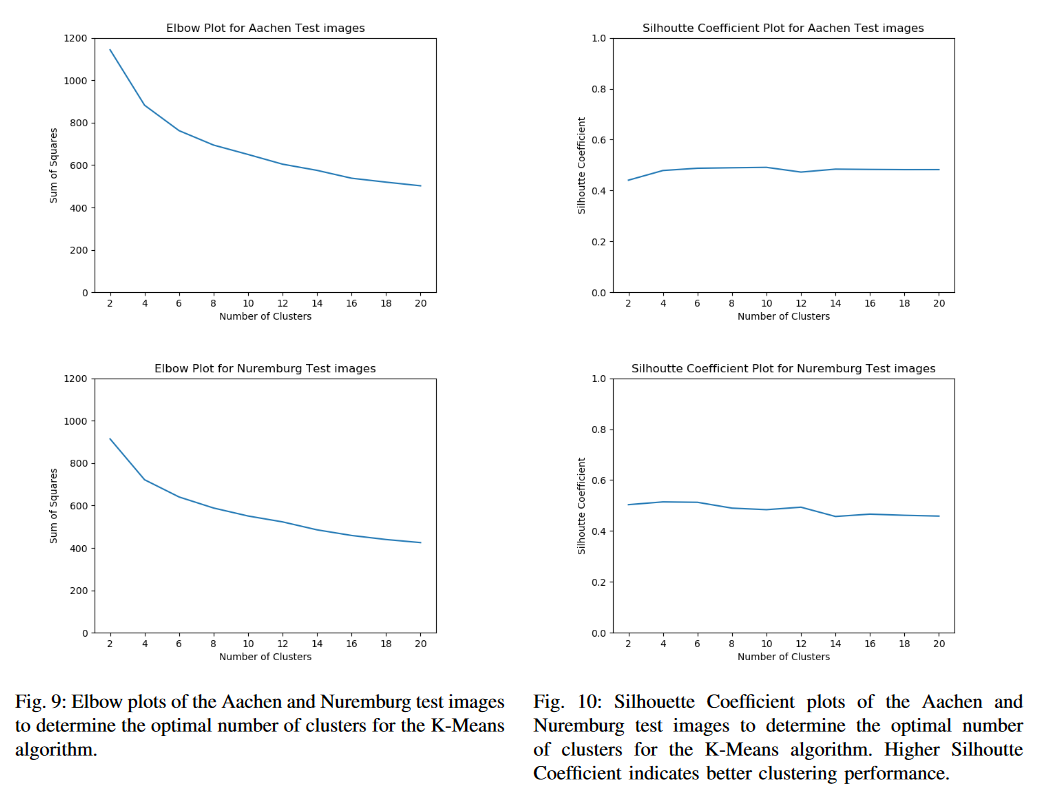 Elbow Plot for Aachen Test images
1200
1000
800
600
400
200
0
Sum of Squares
2 4 6 8 10 12 14 16 18 20
Number of Clusters
Silhoutte Coefficient Plot for Aachen Test images
1.0
0.8
0.6
0.4
0.2
0.0
Silhoutte Coefficient
2 4 6 8 10 12 14 16 18 20
Number of Clusters
Elbow Plot for Nuremburg Test images
1200
1000
800
600
400
200
0
Sum of Squares
2 4 6 8 10 12 14 16 18 20
Number of Clusters
Silhoutte Coefficient Plot for Nuremburg Test images
1.0
0.8
0.6
0.4
0.2
0.0
Silhoutte Coefficient
2 4 6 8 10 12 14 16 18 20
Number of Clusters
Fig. 9: Elbow plots of the Aachen and Nuremburg test images
to determine the optimal number of clusters for the K-Means
algorithm.
Fig. 10: Silhouette Coefficient plots of the Aachen and
Nuremburg test images to determine the optimal number
of clusters for the K-Means algorithm. Higher Silhoutte
Coefficient indicates better clustering performance.